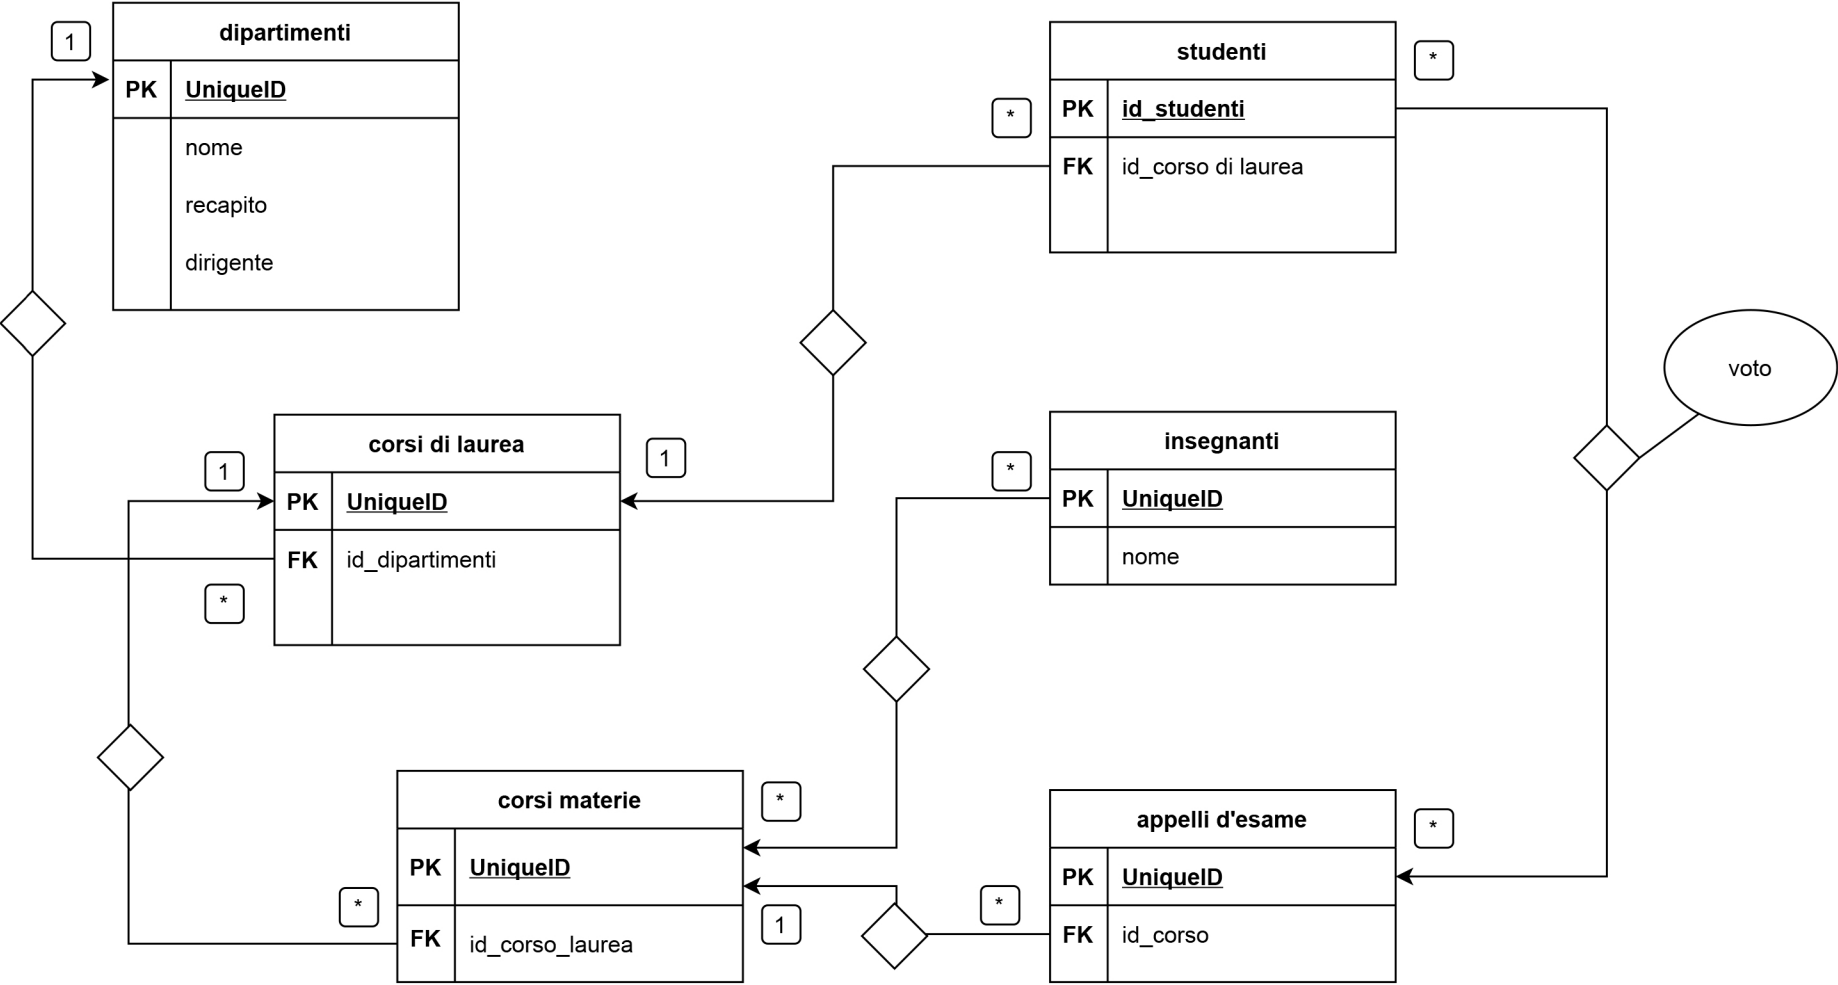 1
dipartimenti
PK UniqueID
nome
recapito
dirigente
studenti
*
PK id_studenti
*
FK id_corso di laurea
voto
corsi di laurea
1
1
PK UniqueID
FK id_dipartimenti
*
insegnanti
*
PK UniqueID
nome
corsi materie
*
PK UniqueID
*
FK id_corso_laurea
1
appelli d'esame
*
PK UniqueID
*
FK id_corso